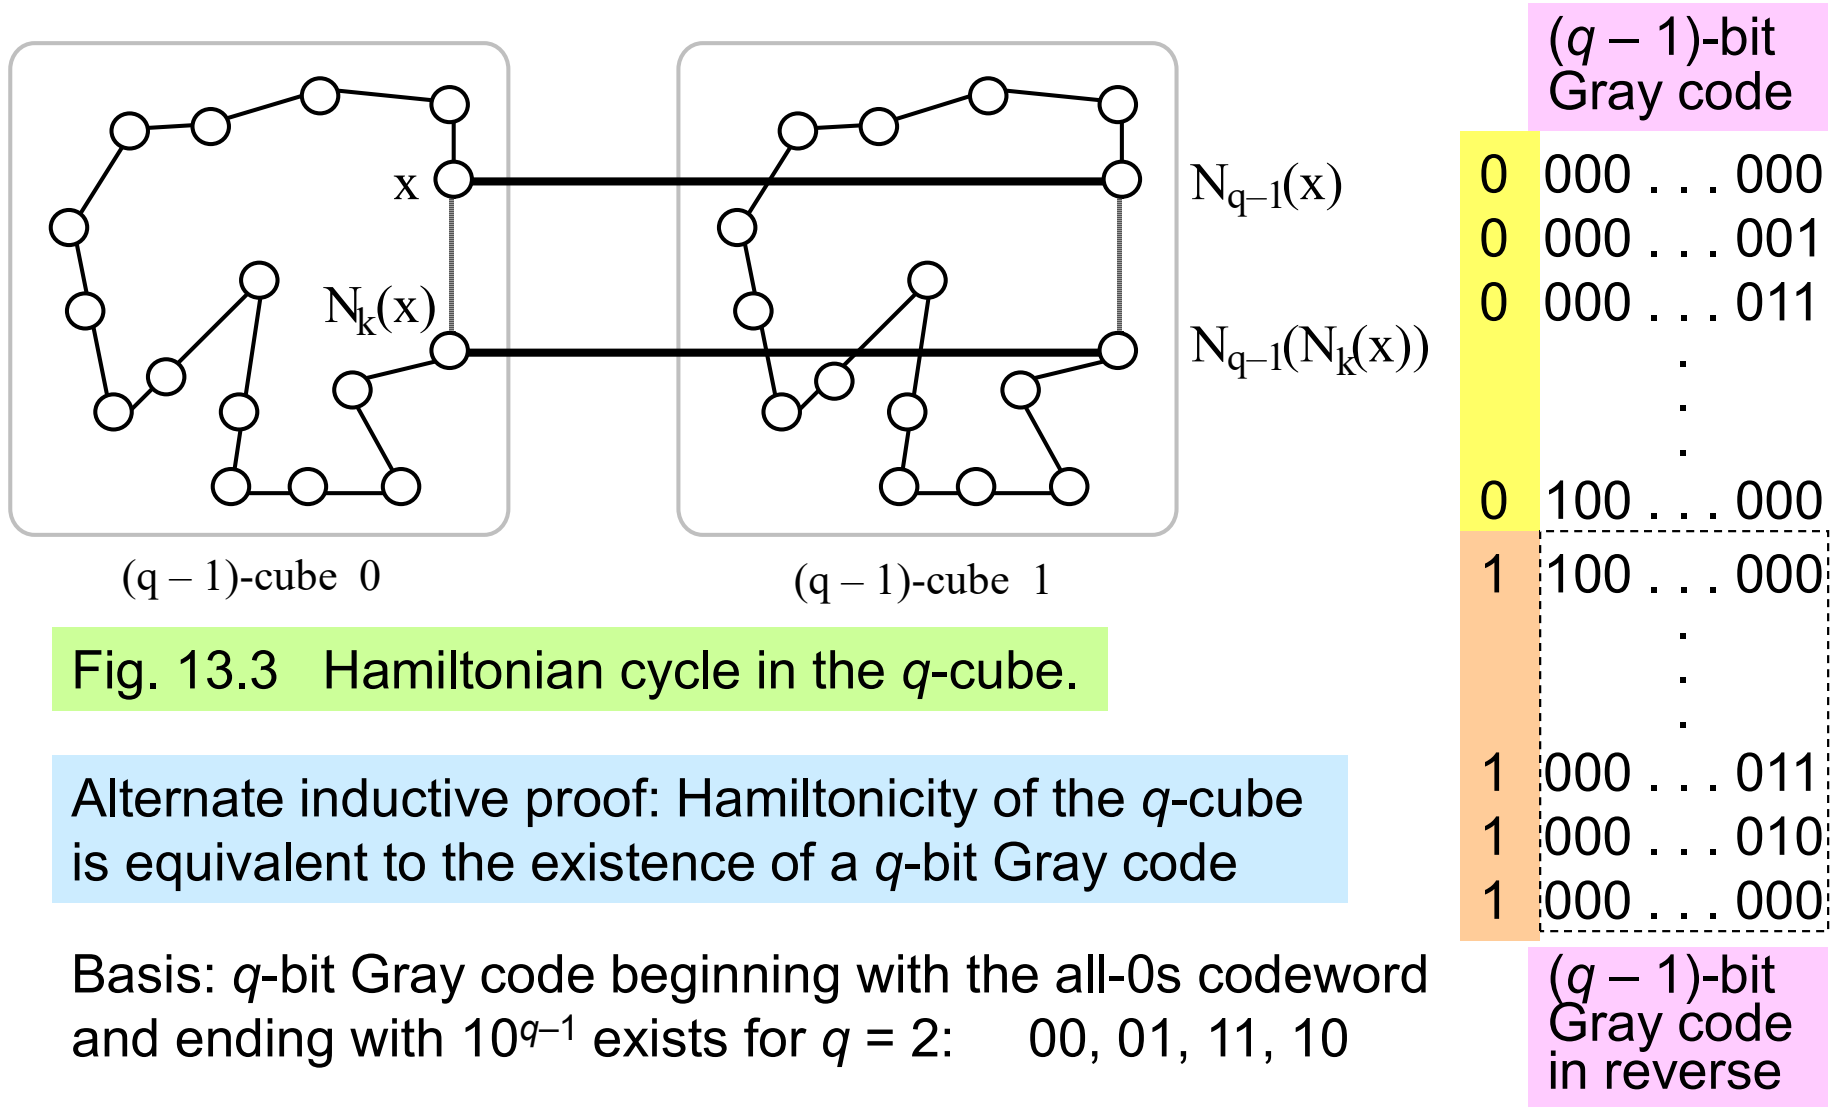 x
N_k(x)
N_{q–1}(x)
N_{q–1}(N_k(x))
(q – 1)-cube 0
(q – 1)-cube 1
Fig. 13.3 Hamiltonian cycle in the q-cube.
Alternate inductive proof: Hamiltonicity of the q-cube
is equivalent to the existence of a q-bit Gray code
Basis: q-bit Gray code beginning with the all-0s codeword
and ending with 10^{q–1} exists for q = 2: 00, 01, 11, 10
(q – 1)-bit
Gray code
0 000 . . . 000
0 000 . . . 001
0 000 . . . 011
.
.
.
0 100 . . . 000
1 100 . . . 000
.
.
.
1 000 . . . 011
1 000 . . . 010
1 000 . . . 000
(q – 1)-bit
Gray code
in reverse